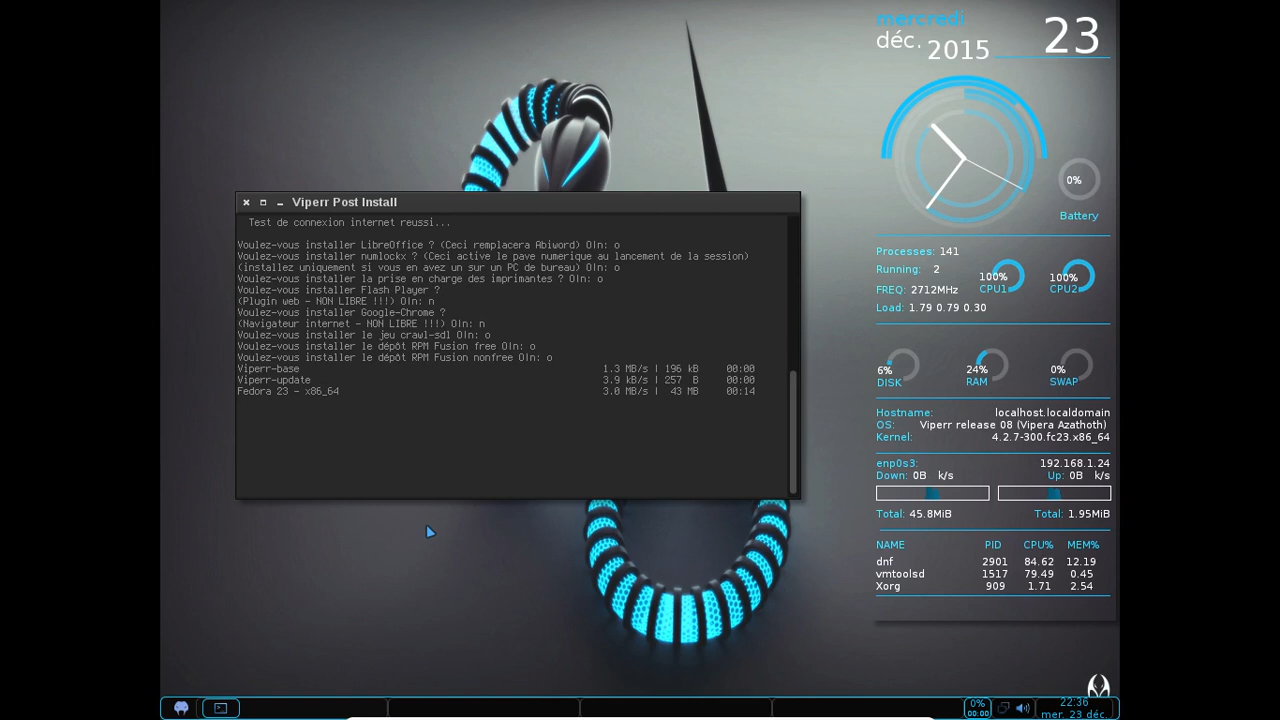 mercredi
déc. 2015 23
Viperr Post Install
Test de connexion internet reussi...
Voulez-vous installer LibreOffice ? (Ceci remplacera Abiword) O|n: o
Voulez-vous installer numlockx ? (Ceci active le pave numerique au lancement de la session)
(installez uniquement si vous en avez un sur un PC de bureau) O|n: o
Voulez-vous installer la prise en charge des imprimantes ? O|n: o
Voulez-vous installer Flash Player ?
(Plugin web - NON LIBRE !!!) O|n: n
Voulez-vous installer Google-Chrome ?
(Navigateur internet - NON LIBRE !!!) O|n: n
Voulez-vous installer le jeu crawl-sdl O|n: o
Voulez-vous installer le dépôt RPM Fusion free O|n: o
Voulez-vous installer le dépôt RPM Fusion nonfree O|n: o
Viperr-base 1.3 MB/s | 196 kB 00:00
Viperr-update 3.9 kB/s | 257 B 00:00
Fedora 23 - x86_64 3.0 MB/s | 43 MB 00:14
0%
Battery
Processes: 141
Running: 2
FREQ: 2712MHz
Load: 1.79 0.79 0.30
100% CPU1
100% CPU2
6% DISK
24% RAM
0% SWAP
Hostname: localhost.localdomain
OS: Viperr release 08 (Vipera Azathoth)
Kernel: 4.2.7-300.fc23.x86_64
enp0s3: 192.168.1.24
Down: 0B k/s Up: 0B k/s
Total: 45.8MiB Total: 1.95MiB
NAME PID CPU% MEM%
dnf 2901 84.62 12.19
vmtoolsd 1517 79.49 0.45
Xorg 909 1.71 2.54
0%
00:00
22:36
mer. 23 déc.